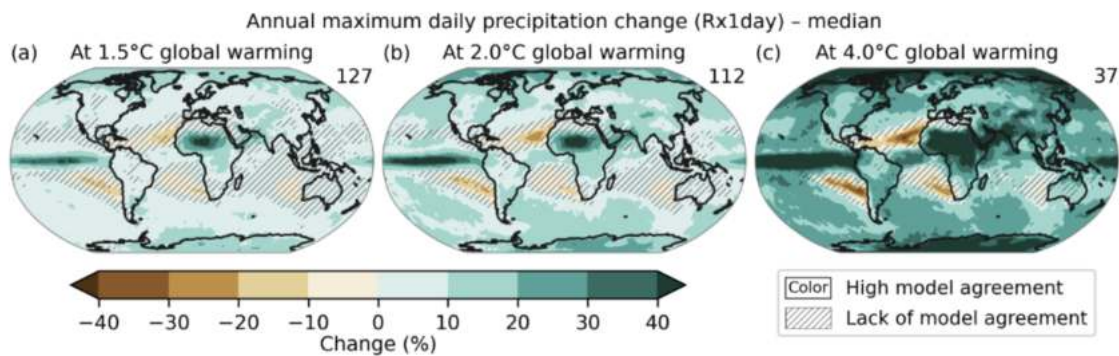 Annual maximum daily precipitation change (Rx1day) – median
(a) At 1.5°C global warming
127
(b) At 2.0°C global warming
112
(c) At 4.0°C global warming
37
−40 −30 −20 −10 0 10 20 30 40
Change (%)
Color High model agreement
Lack of model agreement